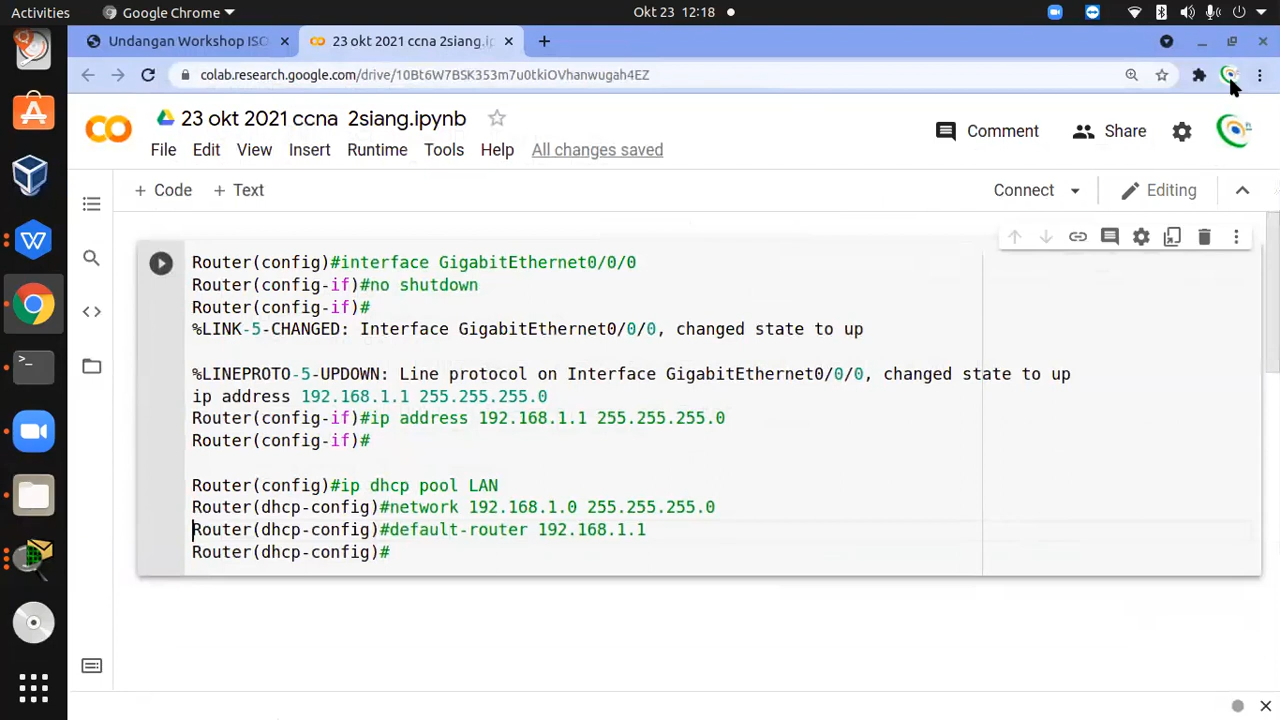 Activities
Google Chrome
Okt 23 12:18
Undangan Workshop ISO
23 okt 2021 ccna 2siang.ip
colab.research.google.com/drive/10Bt6W7BSK353m7u0tkiOVhanwugah4EZ
23 okt 2021 ccna 2siang.ipynb
Comment
Share
File Edit View Insert Runtime Tools Help All changes saved
+ Code + Text
Connect
Editing
Router(config)#interface GigabitEthernet0/0/0
Router(config-if)#no shutdown
Router(config-if)#
%LINK-5-CHANGED: Interface GigabitEthernet0/0/0, changed state to up
%LINEPROTO-5-UPDOWN: Line protocol on Interface GigabitEthernet0/0/0, changed state to up
ip address 192.168.1.1 255.255.255.0
Router(config-if)#ip address 192.168.1.1 255.255.255.0
Router(config-if)#
Router(config)#ip dhcp pool LAN
Router(dhcp-config)#network 192.168.1.0 255.255.255.0
Router(dhcp-config)#default-router 192.168.1.1
Router(dhcp-config)#